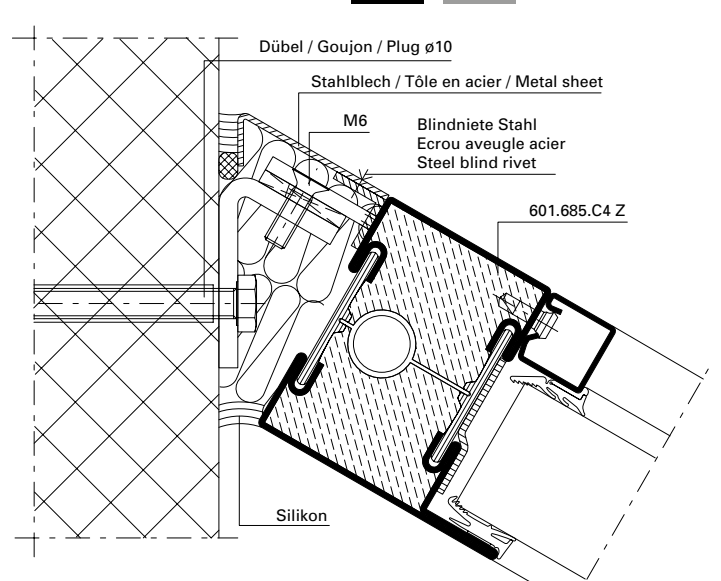 Dübel / Goujon / Plug ø10
Stahlblech / Tôle en acier / Metal sheet
M6
Blindniete Stahl
Ecrou aveugle acier
Steel blind rivet
601.685.C4 Z
Silikon